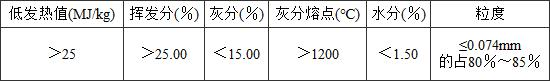 低发热值(MJ/kg) 挥发分(%) 灰分(%) 灰分熔点(℃) 水分(%) 粒度
>25 >25.00 <15.00 >1200 <1.50 ≤0.074mm
的占80%~85%